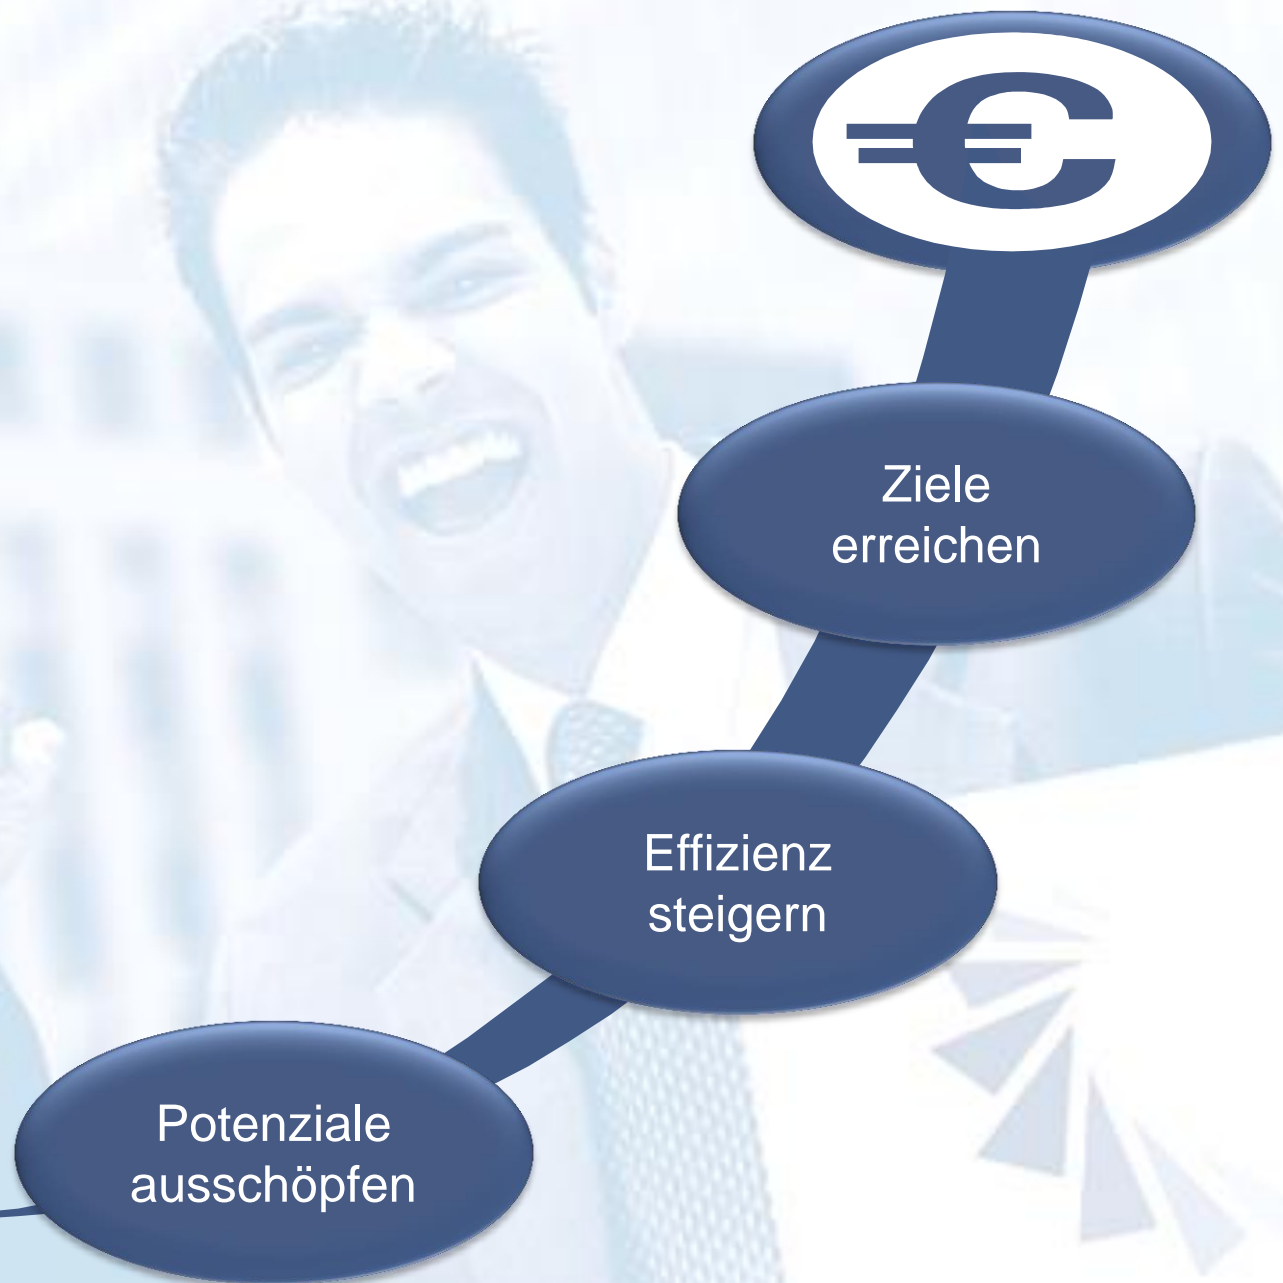 €
Ziele
erreichen
Effizienz
steigern
Potenziale
ausschöpfen